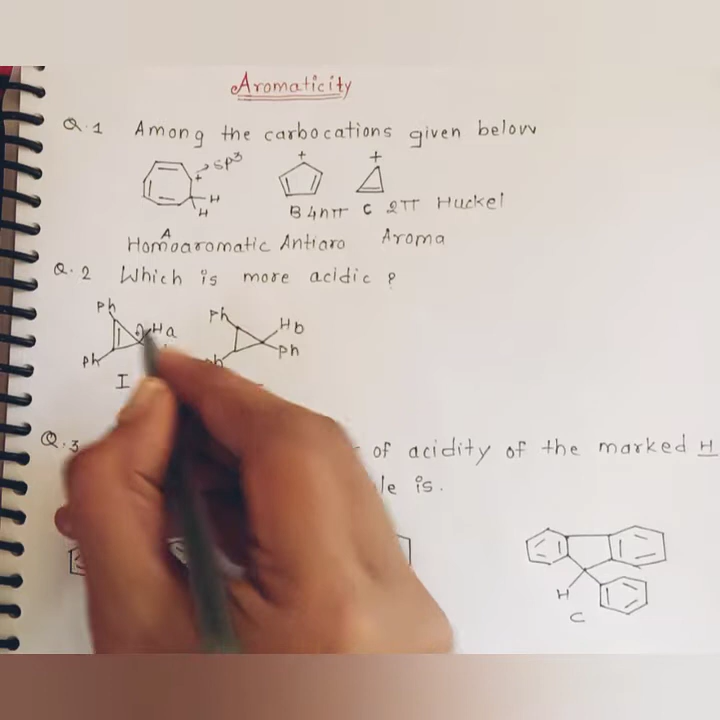 Aromaticity
Q.1 Among the carbocations given below
+ sp3 + +
H
H
A B 4nπ C 2π Huckel
Homoaromatic Antiaro Aroma
Q.2 Which is more acidic ?
Ph Ha Ph Hb
Ph Ph
I
Q.3 of acidity of the marked H
is.
H
C